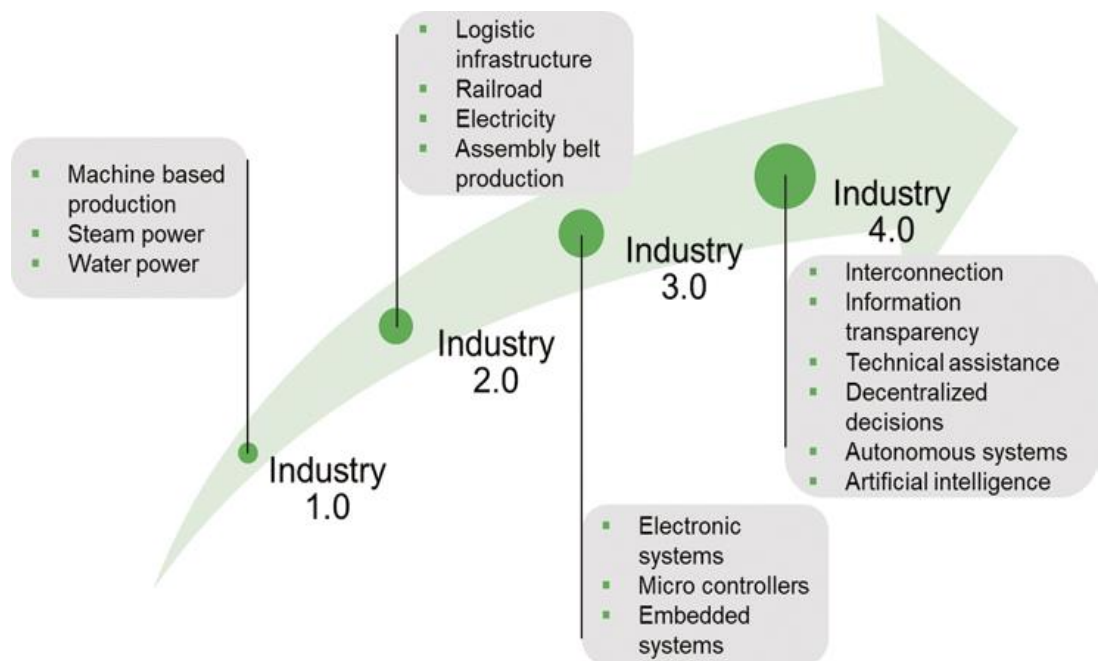 Machine based
production
Steam power
Water power
Industry
1.0
Logistic
infrastructure
Railroad
Electricity
Assembly belt
production
Industry
2.0
Industry
3.0
Electronic
systems
Micro controllers
Embedded
systems
Industry
4.0
Interconnection
Information
transparency
Technical assistance
Decentralized
decisions
Autonomous systems
Artificial intelligence